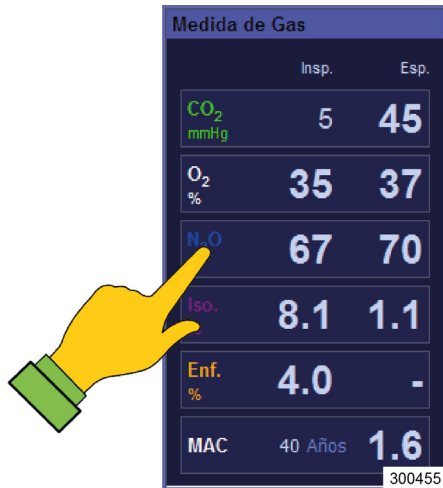 Medida de Gas
Insp. Esp.
CO₂ 5 45
mmHg
O₂ 35 37
%
N₂O 67 70
Iso. 8.1 1.1
Enf. 4.0 -
%
MAC 40 Años 1.6
300455